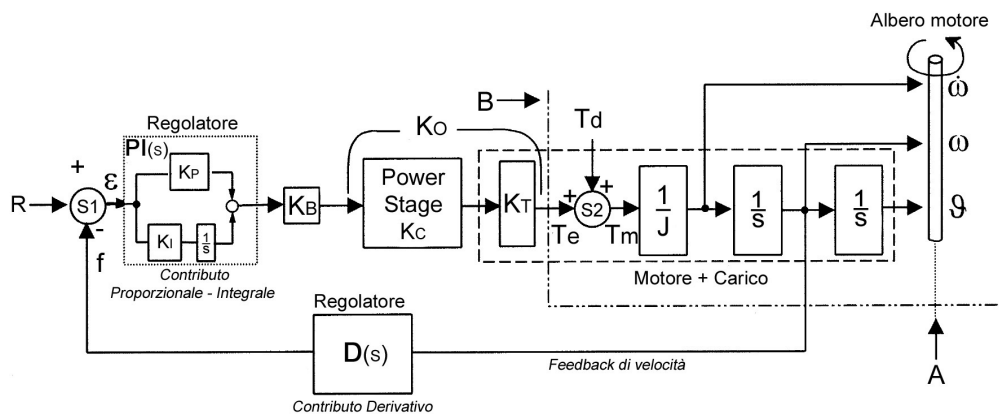 Albero motore
B
Regolatore
KO
Td
ω̇
PI(s)
+
KP
ω
ε
Power
Stage
KC
+
+
R
S1
KB
KT
S2
1
J
1
s
1
s
ϑ
-
KI
1
s
Te
Tm
f
Contributo
Proporzionale - Integrale
Motore + Carico
Regolatore
D(s)
Feedback di velocità
A
Contributo Derivativo